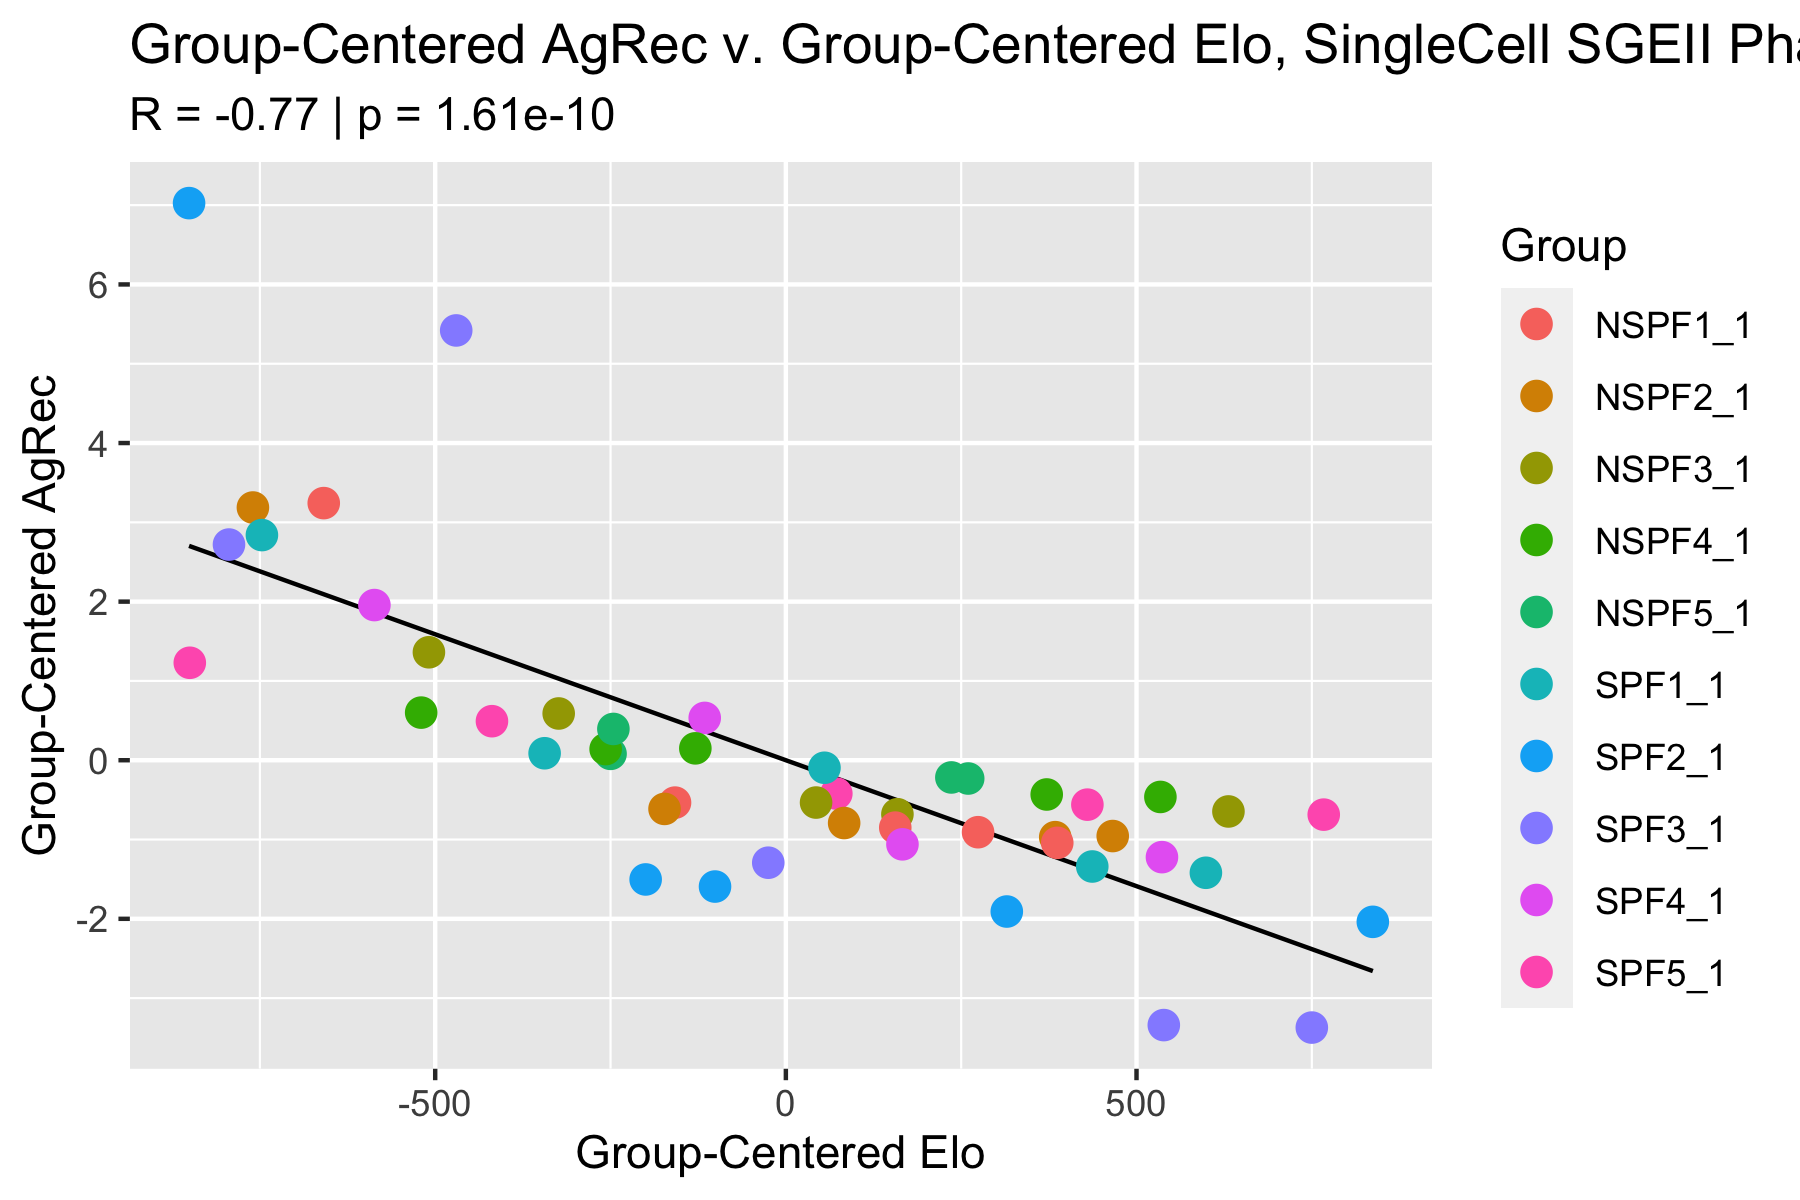 Group-Centered AgRec v. Group-Centered Elo, SingleCell SGEII
R = -0.77 | p = 1.61e-10
Group-Centered AgRec
6
4
2
0
-2
-500
0
500
Group-Centered Elo
Group
NSPF1_1
NSPF2_1
NSPF3_1
NSPF4_1
NSPF5_1
SPF1_1
SPF2_1
SPF3_1
SPF4_1
SPF5_1